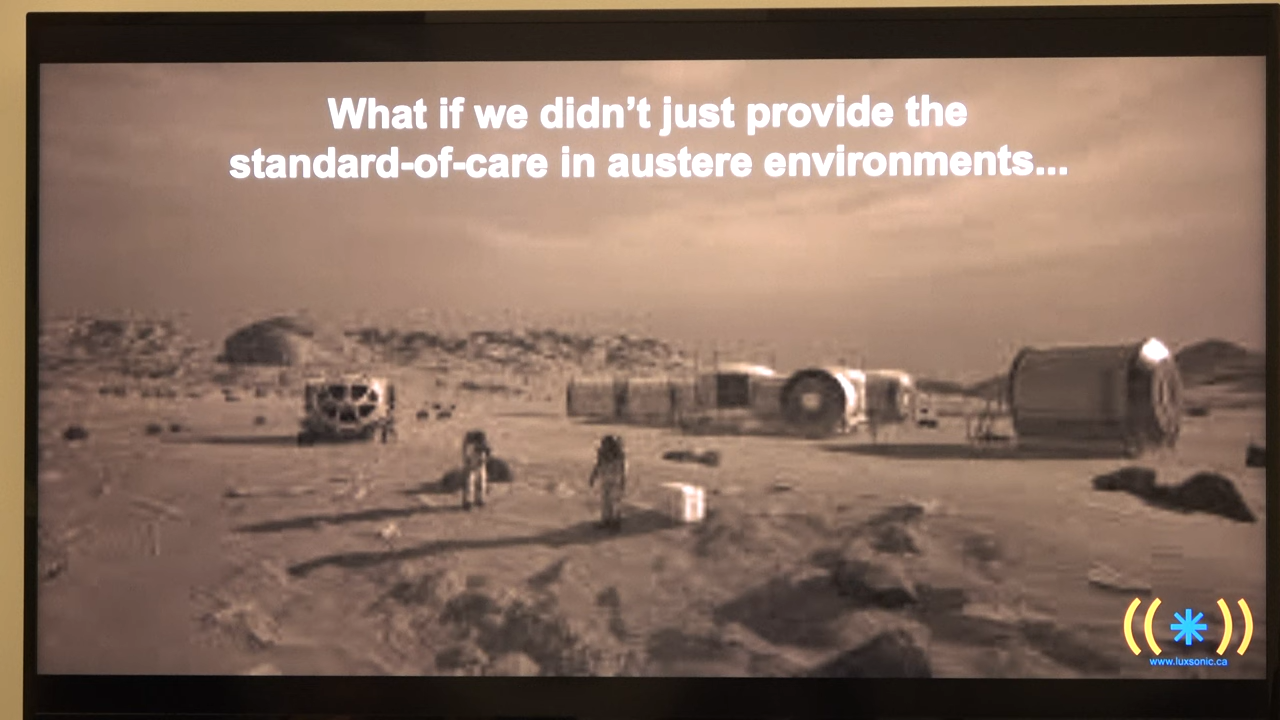 What if we didn’t just provide the
standard-of-care in austere environments...
((*))
www.luxsonic.ca